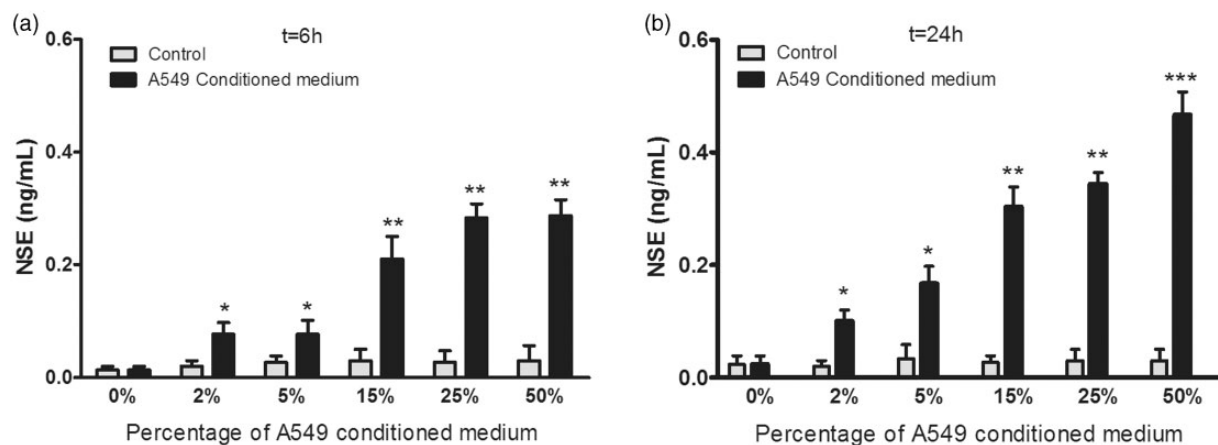 (a)
t=6h
Control
A549 Conditioned medium
NSE (ng/mL)
0.6
0.4
0.2
0.0
* * ** ** **
0% 2% 5% 15% 25% 50%
Percentage of A549 conditioned medium
(b)
t=24h
Control
A549 Conditioned medium
NSE (ng/mL)
0.6
0.4
0.2
0.0
* * ** ** ***
0% 2% 5% 15% 25% 50%
Percentage of A549 conditioned medium